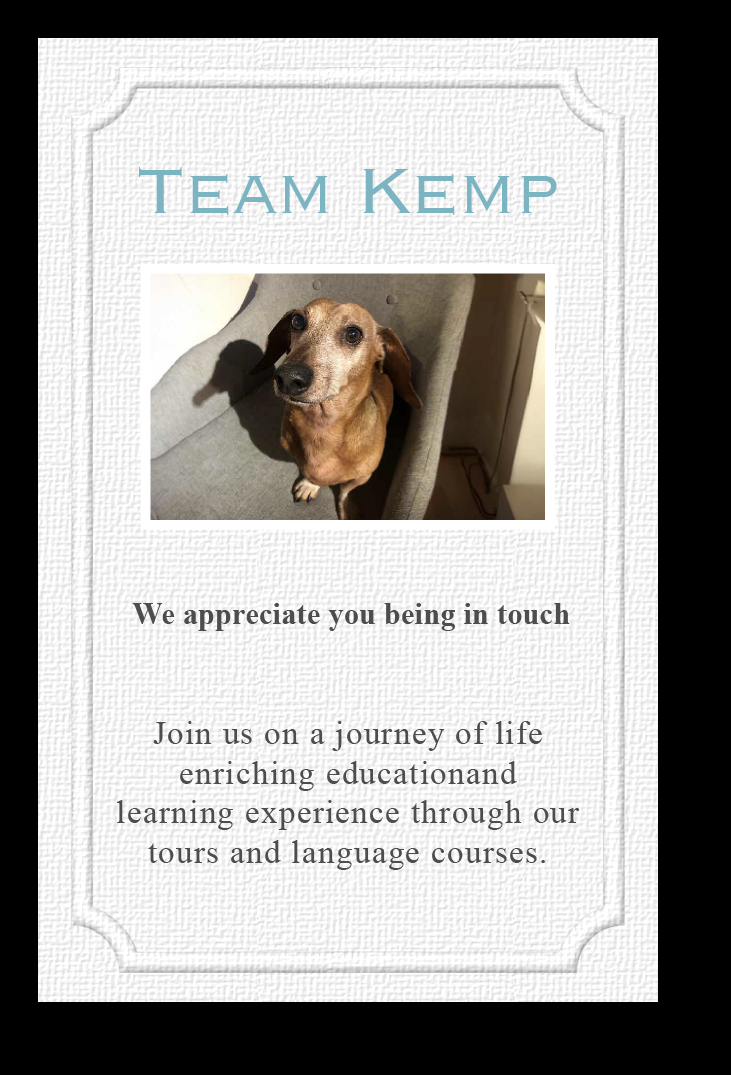 Team Kemp
We appreciate you being in touch
Join us on a journey of life
enriching educationand
learning experience through our
tours and language courses.